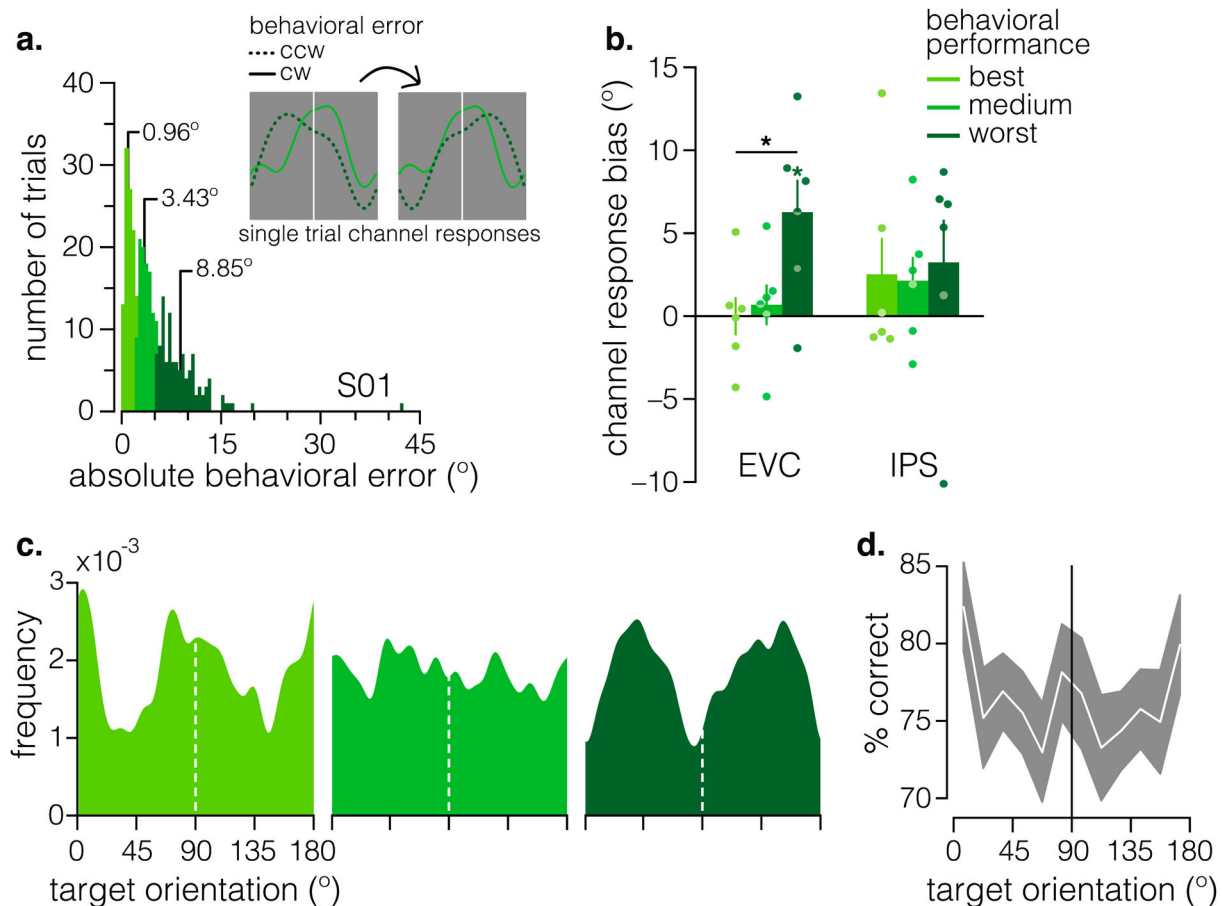 a.
behavioral error
CCW
CW
single trial channel responses
40
30
20
10
0
number of trials
0.96°
3.43°
8.85°
S01
0 15 30 45
absolute behavioral error (°)
b.
behavioral
performance
best
medium
worst
15
10
5
0
−5
−10
channel response bias (°)
*
*
EVC IPS
c.
x10⁻³
3
2
1
0
frequency
0 45 90 135 180
target orientation (°)
d.
85
80
75
70
% correct
0 45 90 135 180
target orientation (°)